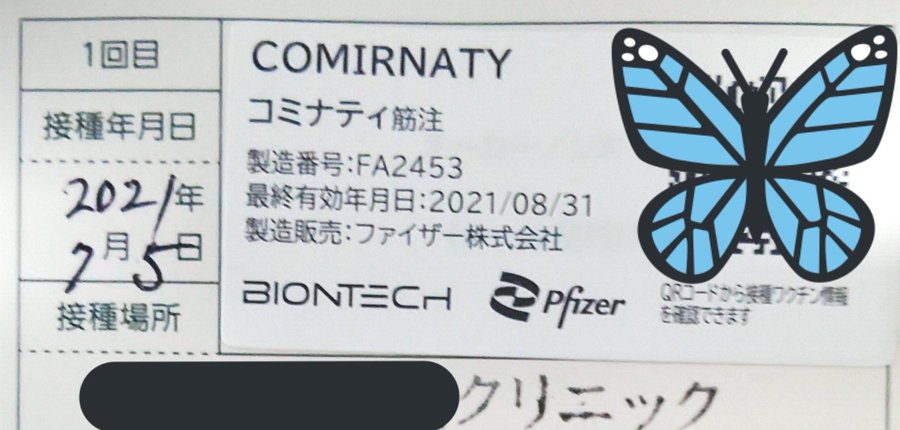 1回目
接種年月日
2021年
7月5日
接種場所
クリニック
COMIRNATY
コミナティ筋注
製造番号:FA2453
最終有効年月日:2021/08/31
製造販売:ファイザー株式会社
BIONTECH
Pfizer
QRコードから接種ワクチン情報
を確認できます